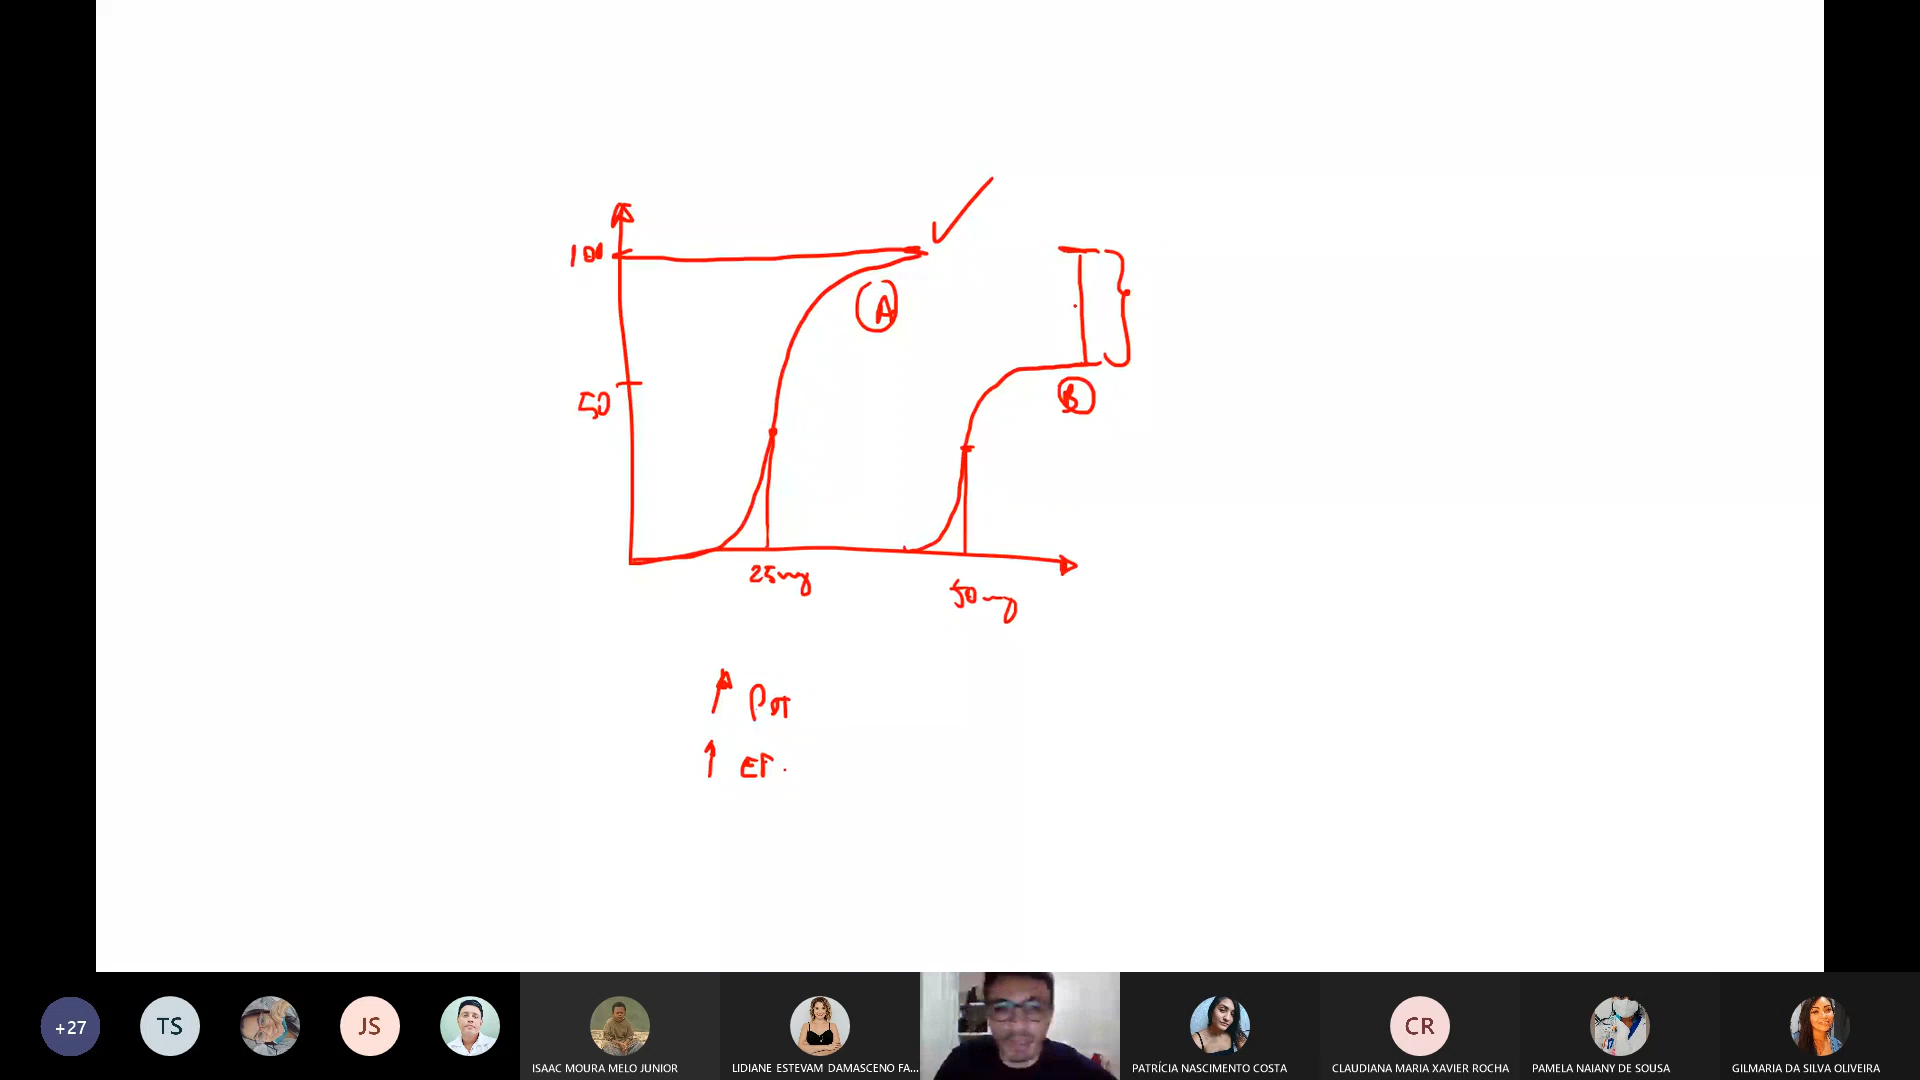 100
A
50
B
25mg
50mg
↑ Pot
↑ Ef.
+27
TS
JS
ISAAC MOURA MELO JUNIOR
LIDIANE ESTEVAM DAMASCENO FA...
PATRÍCIA NASCIMENTO COSTA
CR
CLAUDIANA MARIA XAVIER ROCHA
PAMELA NAIANY DE SOUSA
GILMARIA DA SILVA OLIVEIRA